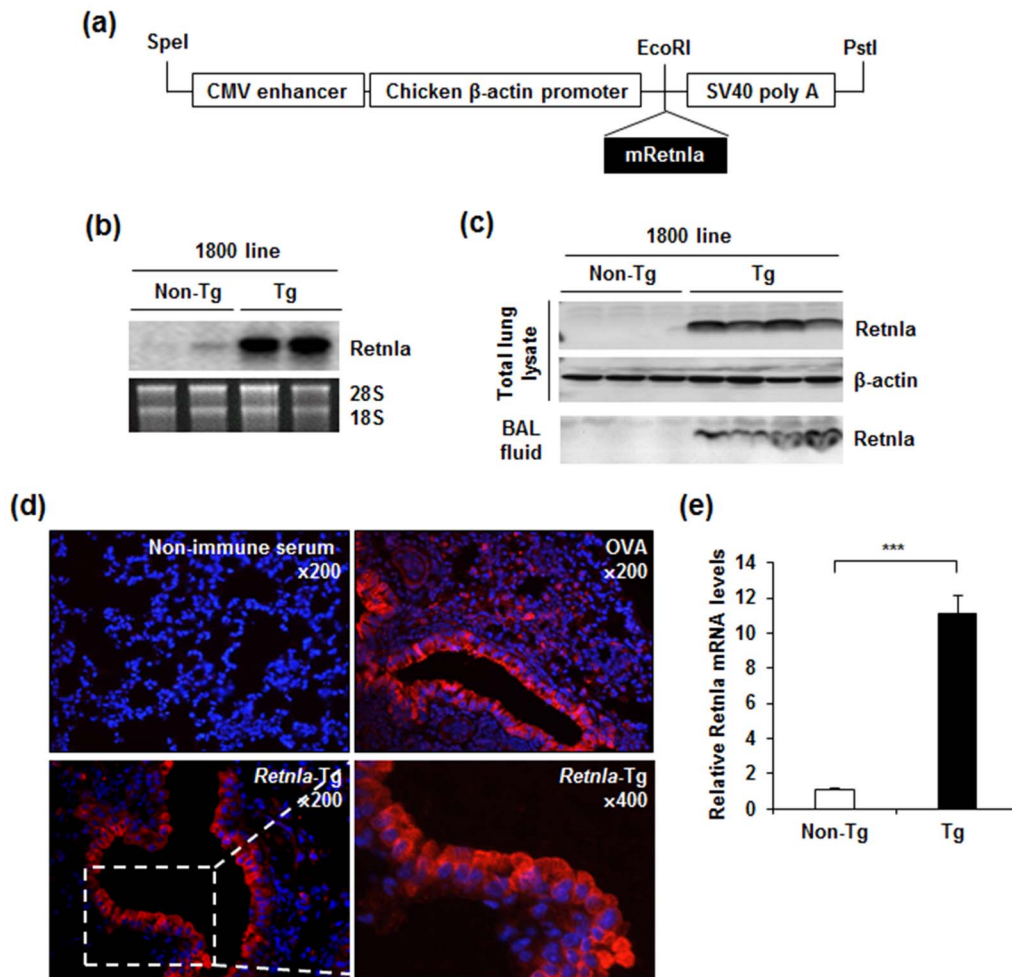 (a)
SpeI
EcoRI
PstI
CMV enhancer
Chicken β-actin promoter
SV40 poly A
mRetnla
(b)
1800 line
Non-Tg
Tg
Retnla
28S
18S
(c)
1800 line
Non-Tg
Tg
Total lung
lysate
Retnla
β-actin
BAL
fluid
Retnla
(d)
Non-immune serum
×200
OVA
×200
Retnla-Tg
×200
Retnla-Tg
×400
(e)
Relative Retnla mRNA levels
14
12
10
8
6
4
2
0
***
Non-Tg
Tg